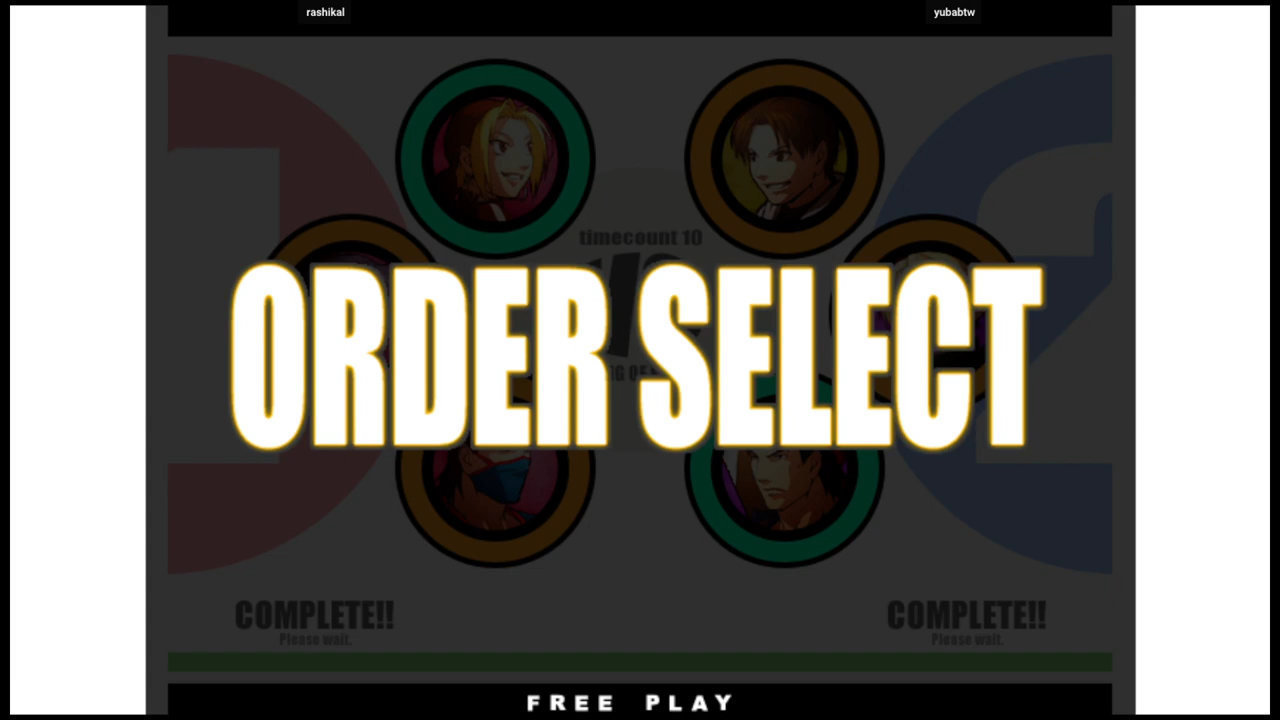 rashikal
yubabtw
timecount 10
ORDER SELECT
COMPLETE!!
Please wait.
COMPLETE!!
Please wait.
FREE PLAY